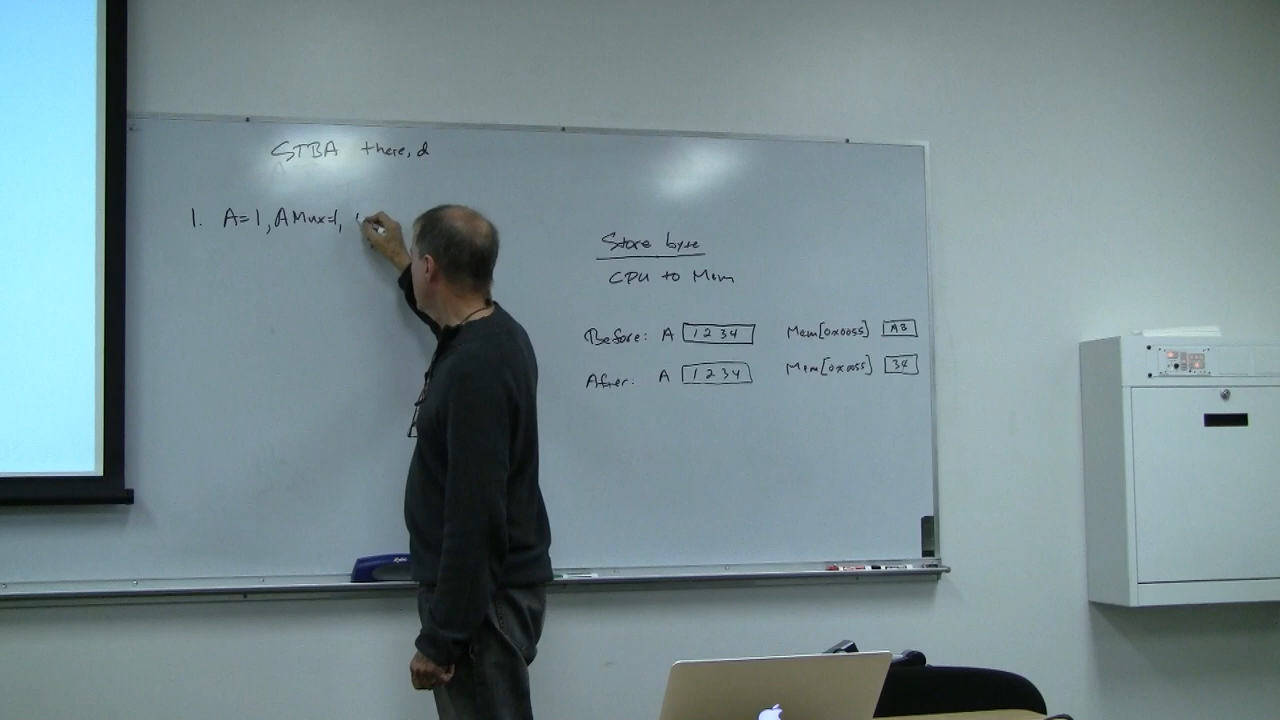 STBA there, d
1. A=1, AMux=1,
Store byte
CPU to Mem
Before: A 1234 Mem[0x0055] AB
After: A 1234 Mem[0x0055] 34